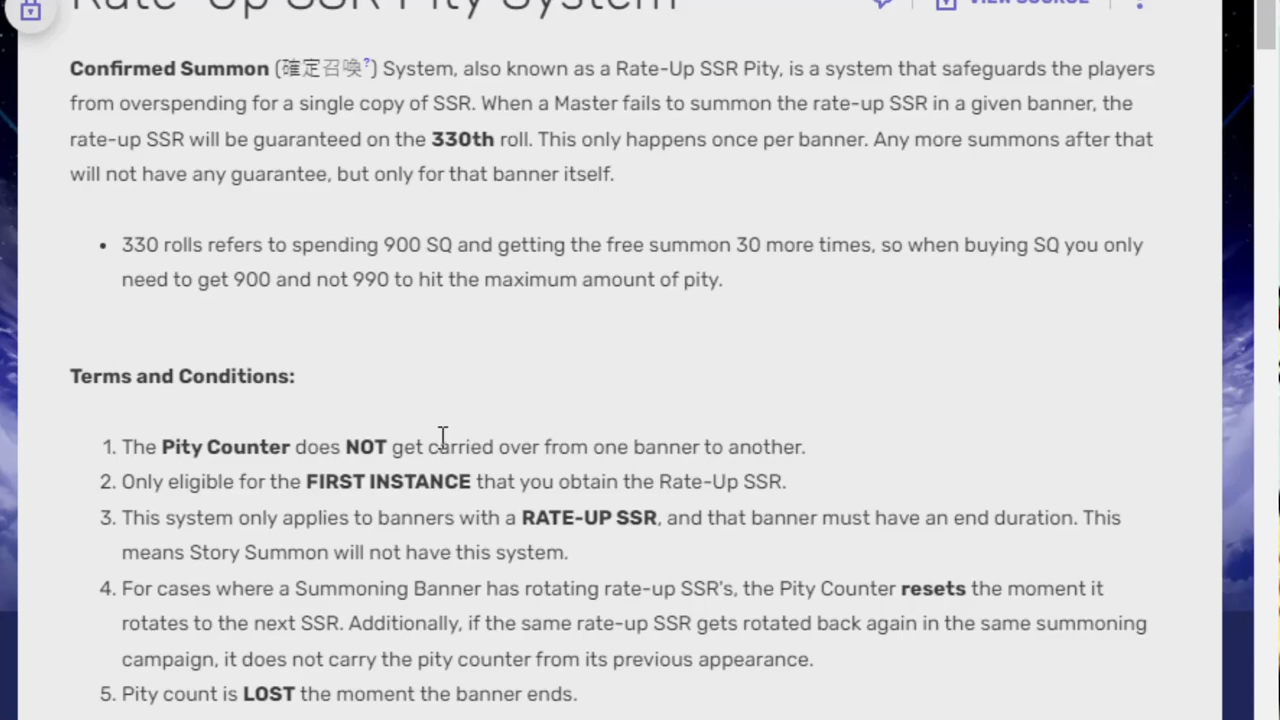 Rate-Up SSR Pity System
VIEW SOURCE
Confirmed Summon (確定召喚?) System, also known as a Rate-Up SSR Pity, is a system that safeguards the players
from overspending for a single copy of SSR. When a Master fails to summon the rate-up SSR in a given banner, the
rate-up SSR will be guaranteed on the 330th roll. This only happens once per banner. Any more summons after that
will not have any guarantee, but only for that banner itself.
• 330 rolls refers to spending 900 SQ and getting the free summon 30 more times, so when buying SQ you only
need to get 900 and not 990 to hit the maximum amount of pity.
Terms and Conditions:
1. The Pity Counter does NOT get carried over from one banner to another.
2. Only eligible for the FIRST INSTANCE that you obtain the Rate-Up SSR.
3. This system only applies to banners with a RATE-UP SSR, and that banner must have an end duration. This
means Story Summon will not have this system.
4. For cases where a Summoning Banner has rotating rate-up SSR's, the Pity Counter resets the moment it
rotates to the next SSR. Additionally, if the same rate-up SSR gets rotated back again in the same summoning
campaign, it does not carry the pity counter from its previous appearance.
5. Pity count is LOST the moment the banner ends.